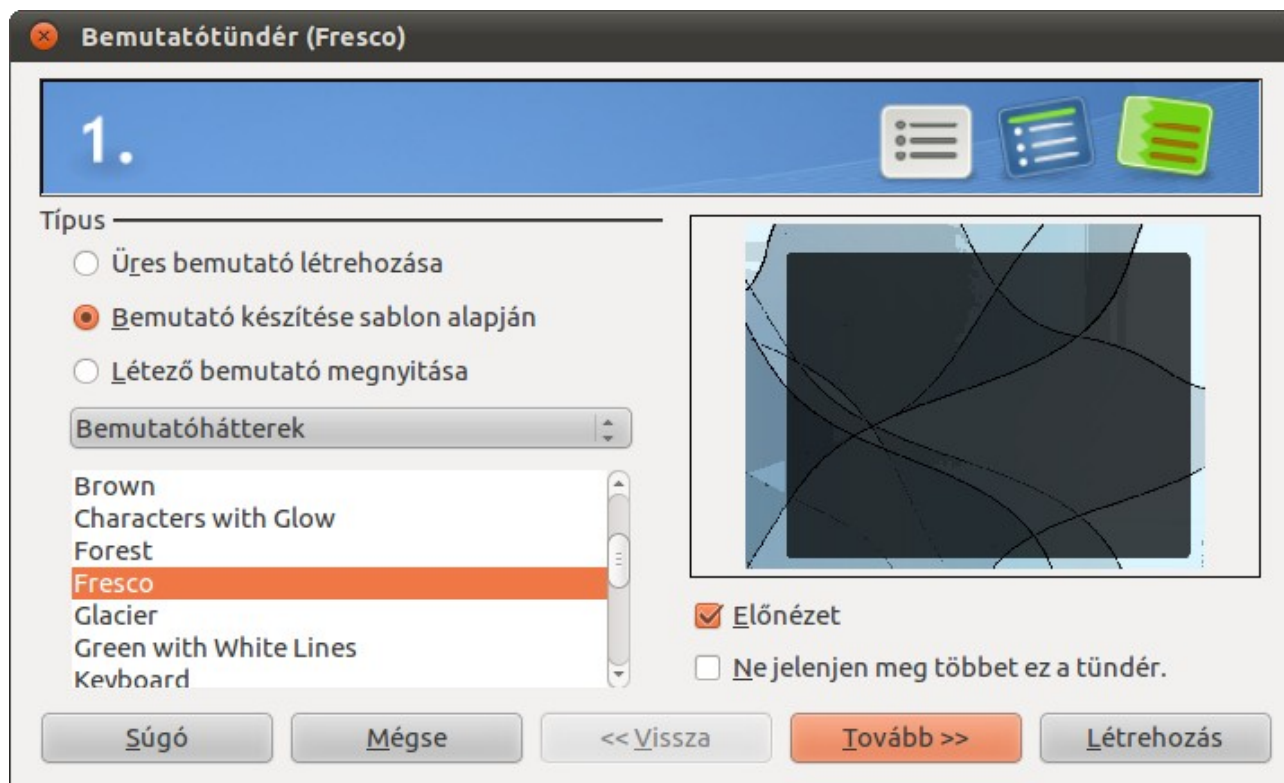 Bemutatótündér (Fresco)
1.
Típus
Üres bemutató létrehozása
Bemutató készítése sablon alapján
Létező bemutató megnyitása
Bemutatóhátterek
Brown
Characters with Glow
Forest
Fresco
Glacier
Green with White Lines
Keyboard
Előnézet
Ne jelenjen meg többet ez a tündér.
Súgó
Mégse
<< Vissza
Tovább >>
Létrehozás